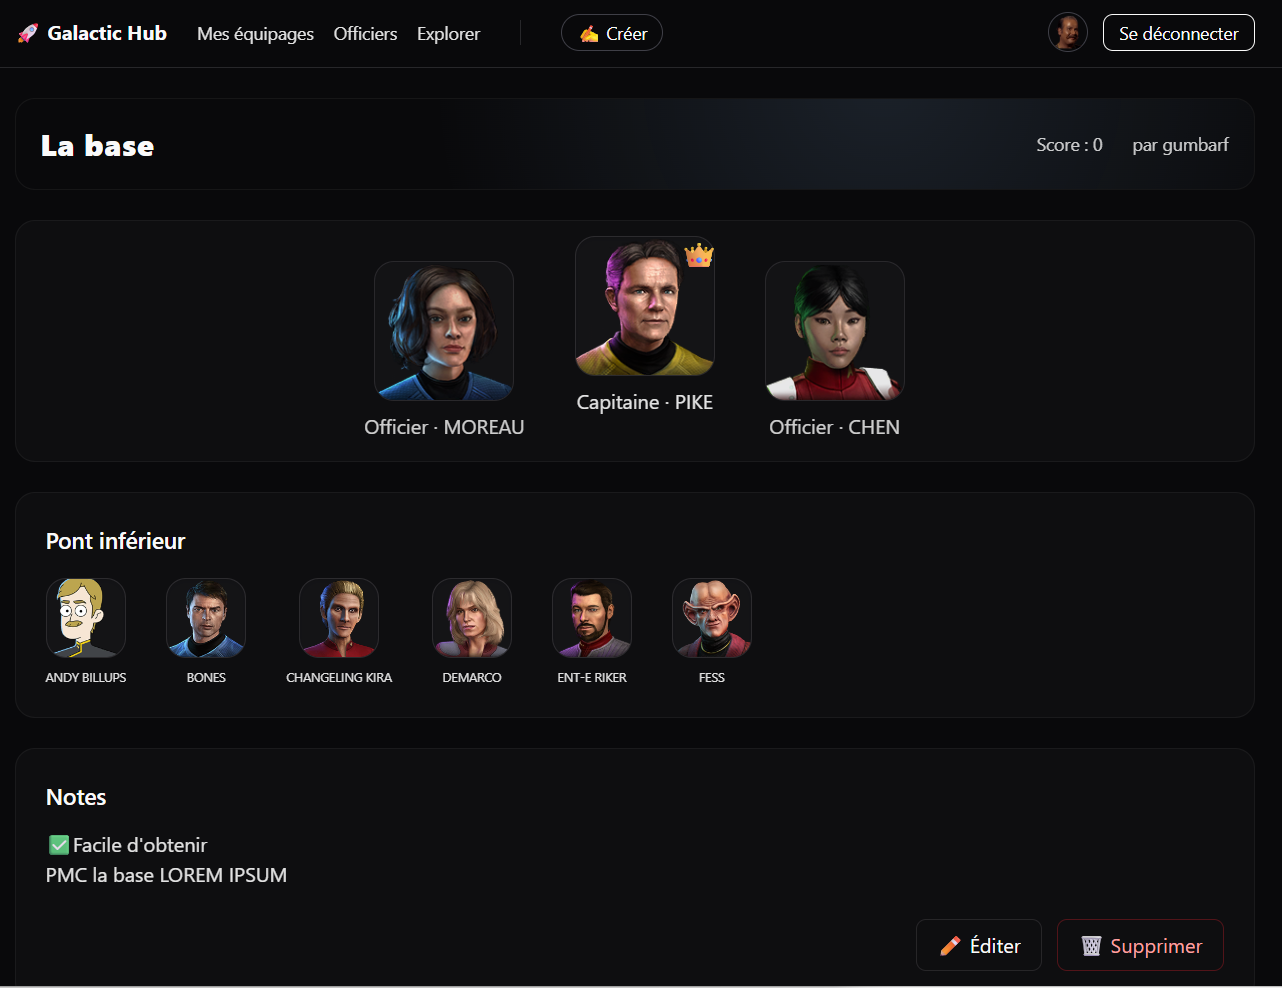 Galactic Hub Mes équipages Officiers Explorer Créer Se déconnecter
La base Score : 0 par gumbarf
Officier · MOREAU Capitaine · PIKE Officier · CHEN
Pont inférieur
ANDY BILLUPS BONES CHANGELING KIRA DEMARCO ENT-E RIKER FESS
Notes
✅Facile d'obtenir
PMC la base LOREM IPSUM
Éditer Supprimer